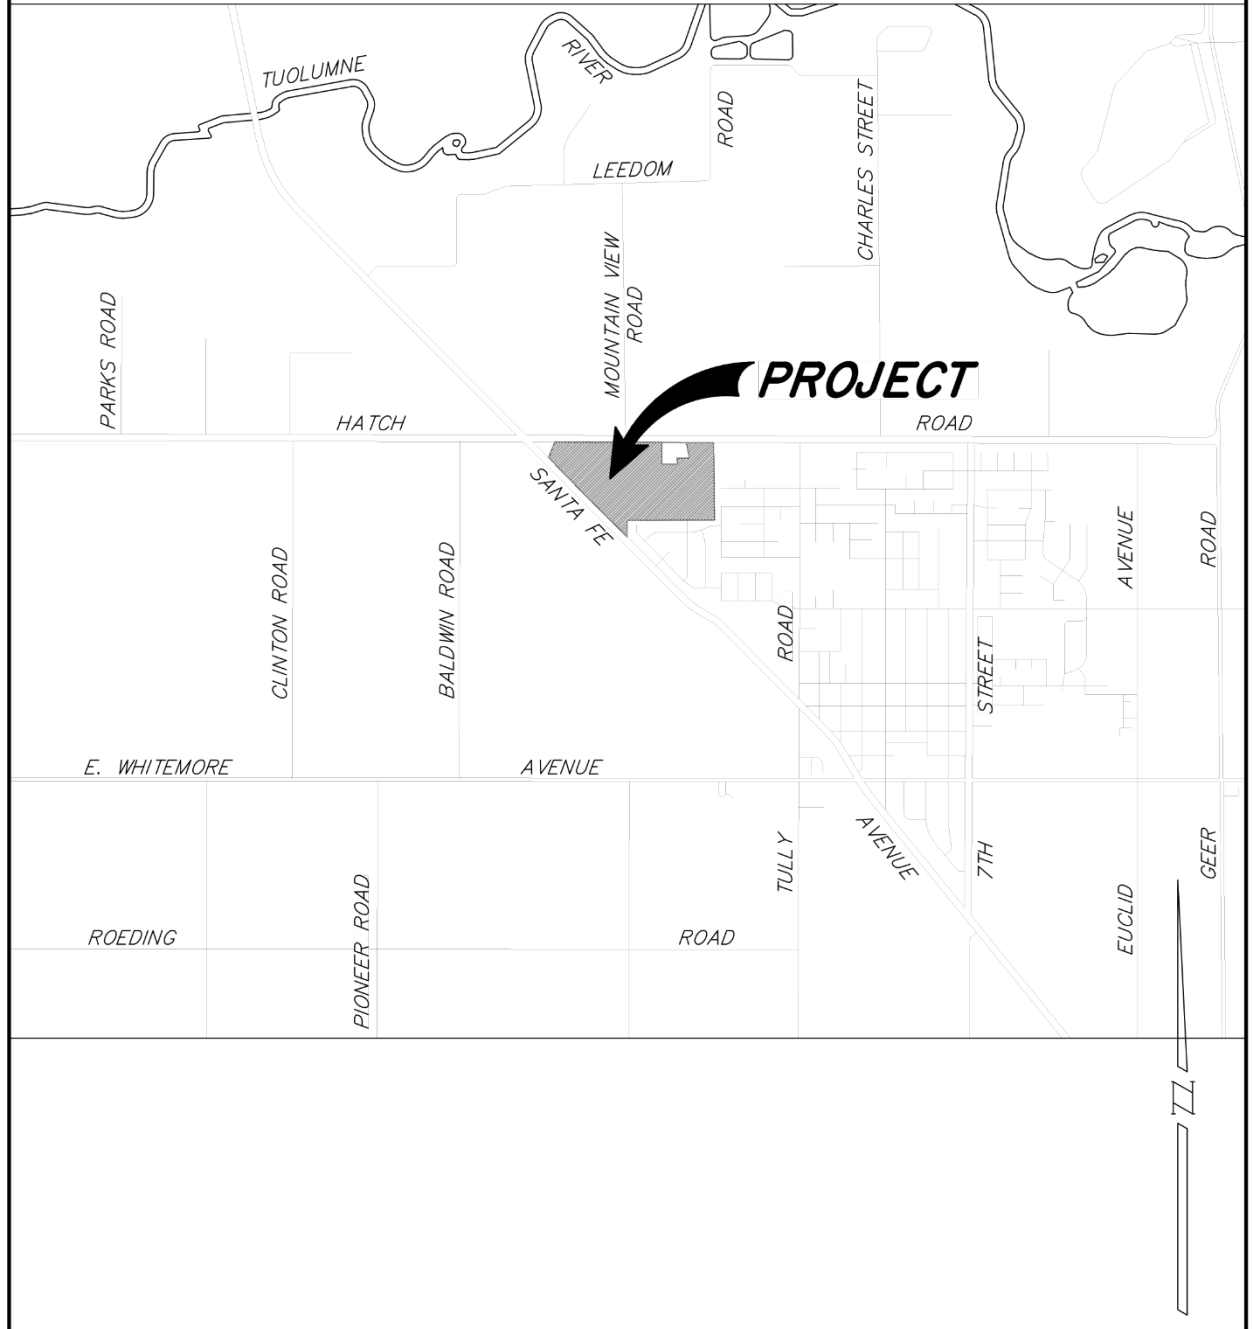 TUOLUMNE
RIVER
ROAD
CHARLES STREET
LEEDOM
MOUNTAIN VIEW
ROAD
PARKS ROAD
PROJECT
HATCH
ROAD
SANTA FE
CLINTON ROAD
BALDWIN ROAD
ROAD
STREET
AVENUE
ROAD
E. WHITEMORE
AVENUE
TULLY
AVENUE
7TH
EUCLID
GEER
PIONEER ROAD
ROEDING
ROAD
N